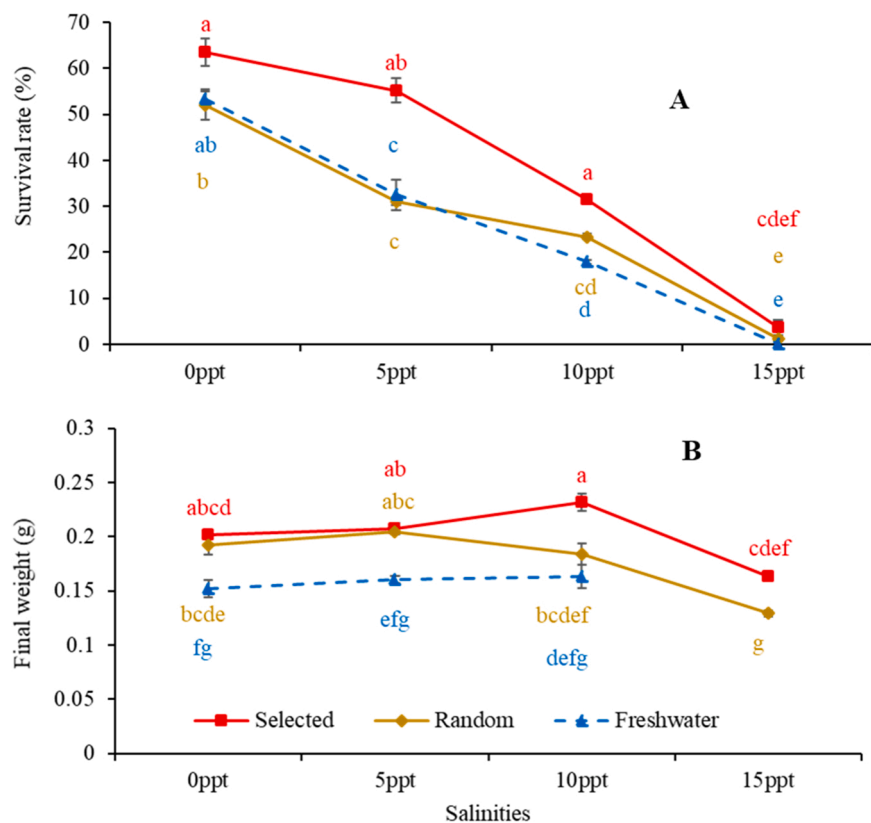 70
60
50
40
30
20
10
0
Survival rate (%)
A
a
ab
a
cdef
ab
c
e
b
c
cd
d
e
0ppt 5ppt 10ppt 15ppt
0.3
0.25
0.2
0.15
0.1
0.05
0
Final weight (g)
B
abcd
ab
abc
a
cdef
bcde
fg
efg
bcdef
defg
g
Selected Random Freshwater
0ppt 5ppt 10ppt 15ppt
Salinities